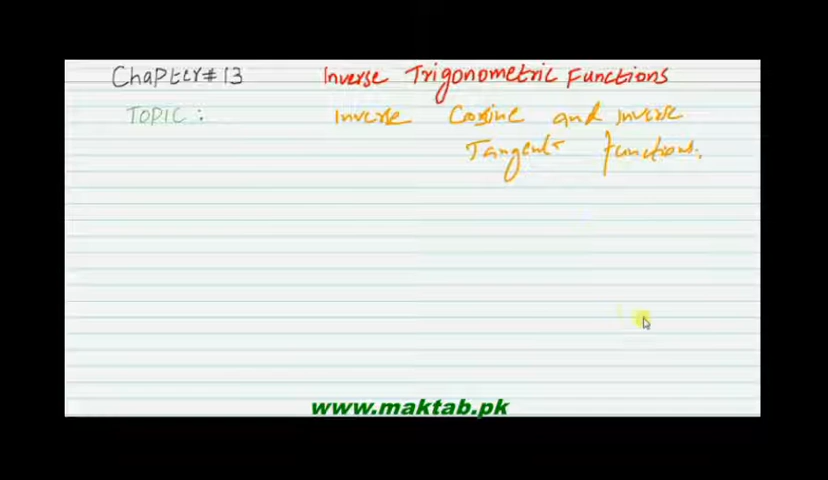 Chapter#13 Inverse Trigonometric Functions
TOPIC: Inverse Cosine and inverse
Tangent functions.
www.maktab.pk